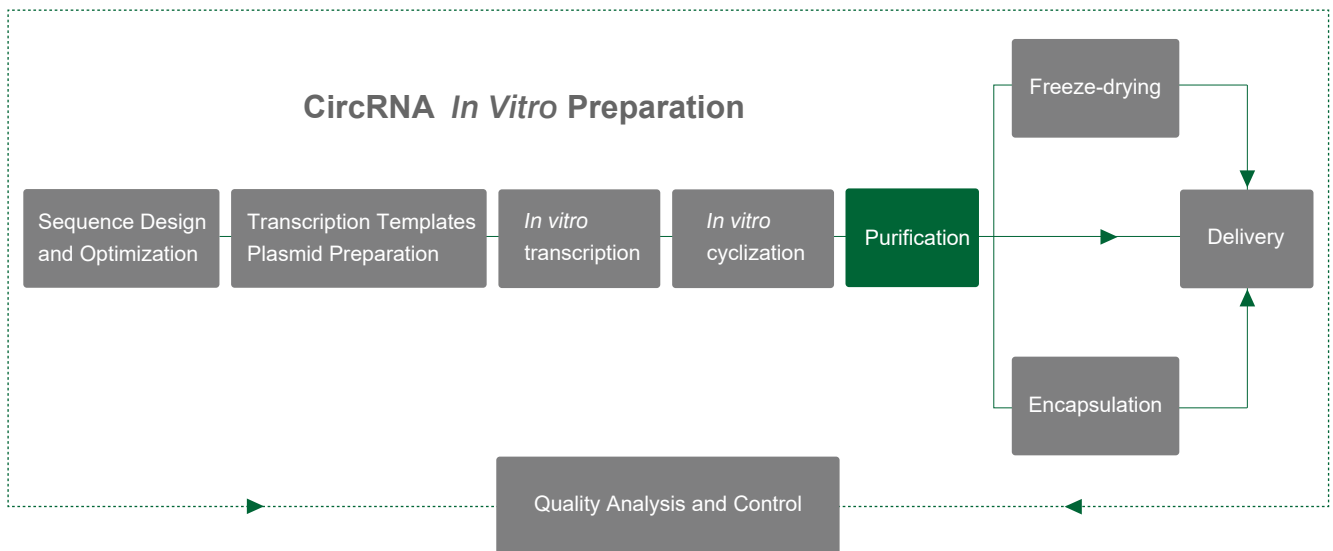 CircRNA In Vitro Preparation
Sequence Design
and Optimization
Transcription Templates
Plasmid Preparation
In vitro
transcription
In vitro
cyclization
Purification
Freeze-drying
Encapsulation
Delivery
Quality Analysis and Control